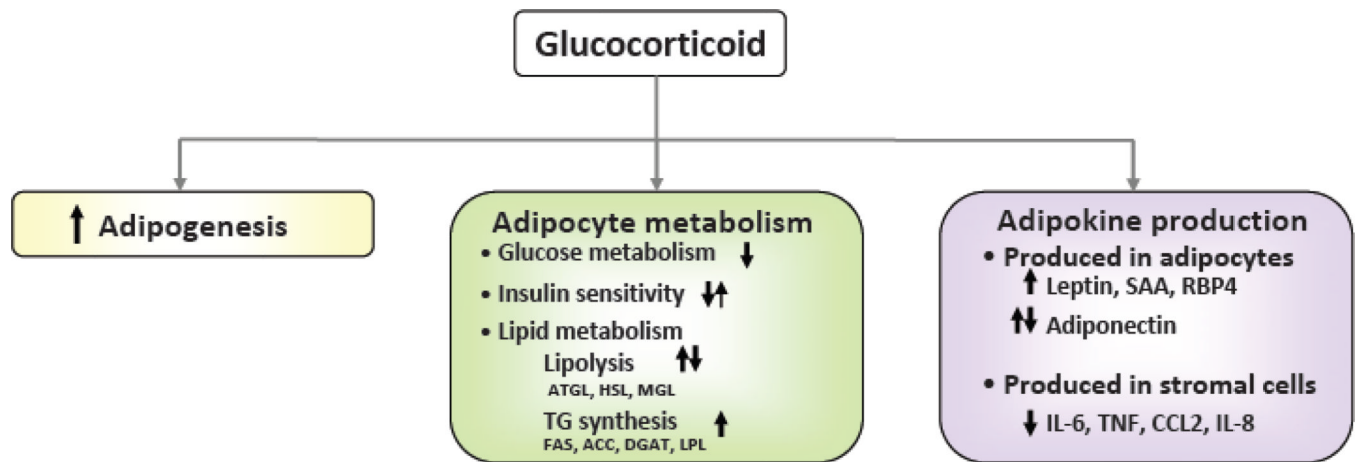 Glucocorticoid
↑ Adipogenesis
Adipocyte metabolism
• Glucose metabolism ↓
• Insulin sensitivity ↓↑
• Lipid metabolism
Lipolysis ↑↓
ATGL, HSL, MGL
TG synthesis ↑
FAS, ACC, DGAT, LPL
Adipokine production
• Produced in adipocytes
↑ Leptin, SAA, RBP4
↑↓ Adiponectin
• Produced in stromal cells
↓ IL-6, TNF, CCL2, IL-8